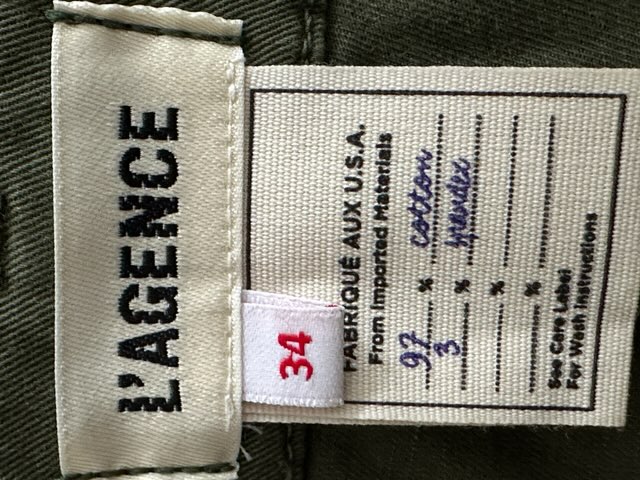 L'AGENCE
34
FABRIQUÉ AUX U.S.A.
From Imported Materials
97 % cotton
3 % spandex
%
%
See Care Label
For Wash Instructions